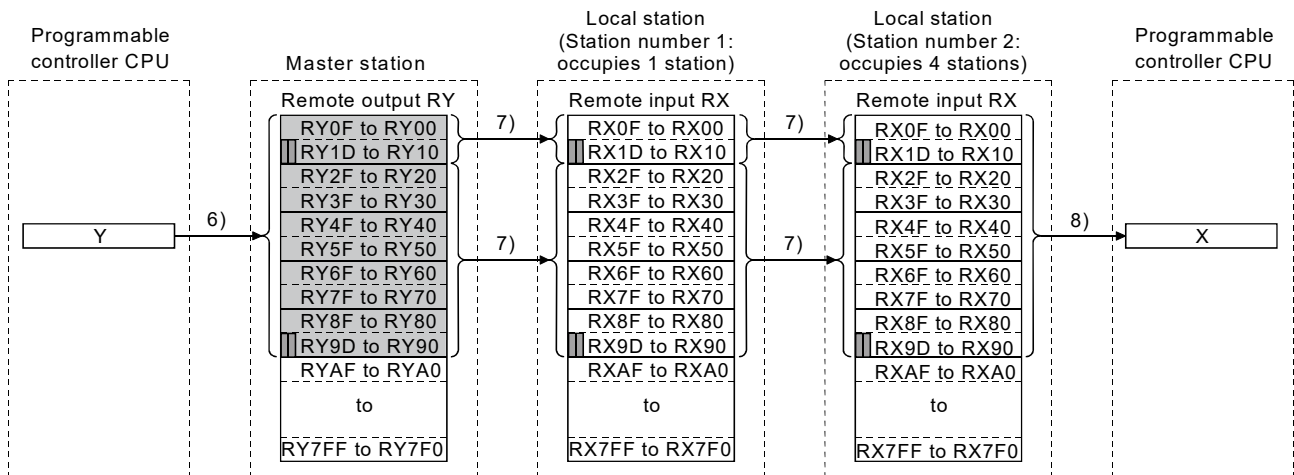 Programmable
controller CPU
Y
6)
Master station
Remote output RY
RY0F to RY00
RY1D to RY10
RY2F to RY20
RY3F to RY30
RY4F to RY40
RY5F to RY50
RY6F to RY60
RY7F to RY70
RY8F to RY80
RY9D to RY90
RYAF to RYA0
to
RY7FF to RY7F0
7)
7)
Local station
(Station number 1:
occupies 1 station)
Remote input RX
RX0F to RX00
RX1D to RX10
RX2F to RX20
RX3F to RX30
RX4F to RX40
RX5F to RX50
RX6F to RX60
RX7F to RX70
RX8F to RX80
RX9D to RX90
RXAF to RXA0
to
RX7FF to RX7F0
7)
7)
Local station
(Station number 2:
occupies 4 stations)
Remote input RX
RX0F to RX00
RX1D to RX10
RX2F to RX20
RX3F to RX30
RX4F to RX40
RX5F to RX50
RX6F to RX60
RX7F to RX70
RX8F to RX80
RX9D to RX90
RXAF to RXA0
to
RX7FF to RX7F0
8)
Programmable
controller CPU
X